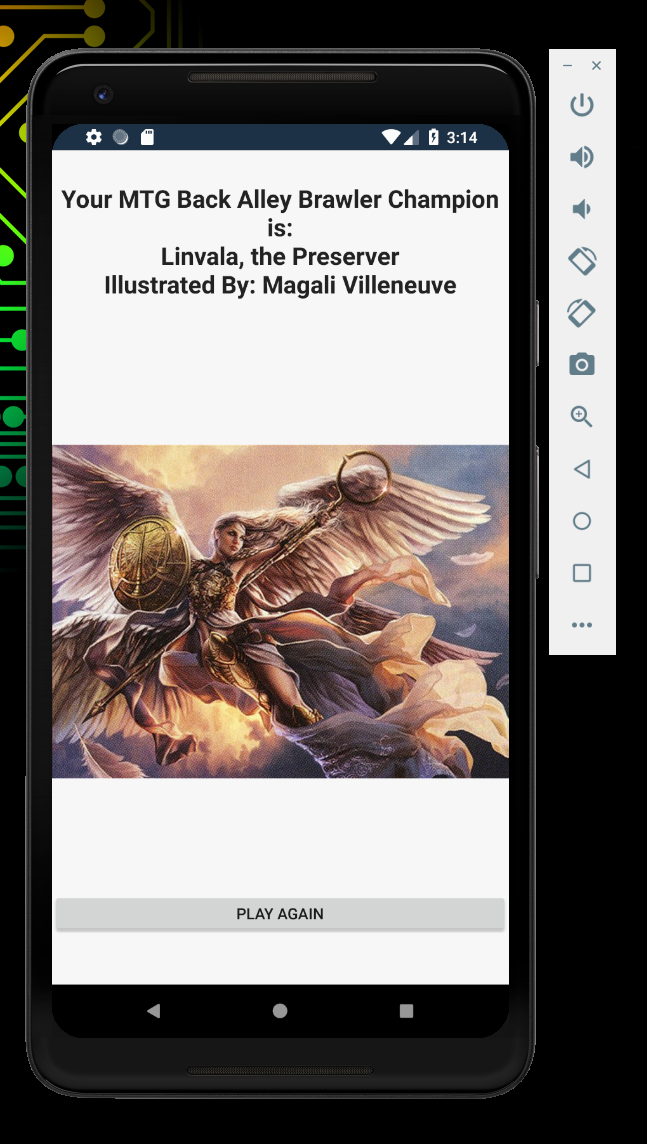 3:14
Your MTG Back Alley Brawler Champion
is:
Linvala, the Preserver
Illustrated By: Magali Villeneuve
PLAY AGAIN